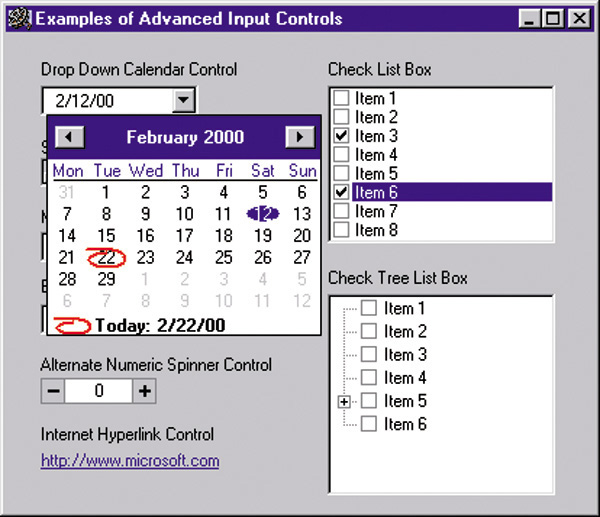 Examples of Advanced Input Controls
Drop Down Calendar Control
2/12/00
February 2000
Mon Tue Wed Thu Fri Sat Sun
31 1 2 3 4 5 6
7 8 9 10 11 12 13
14 15 16 17 18 19 20
21 22 23 24 25 26 27
28 29 1 2 3 4 5
6 7 8 9 10 11 12
Today: 2/22/00
Alternate Numeric Spinner Control
− 0 +
Internet Hyperlink Control
http://www.microsoft.com
Check List Box
Item 1
Item 2
Item 3
Item 4
Item 5
Item 6
Item 7
Item 8
Check Tree List Box
Item 1
Item 2
Item 3
Item 4
Item 5
Item 6